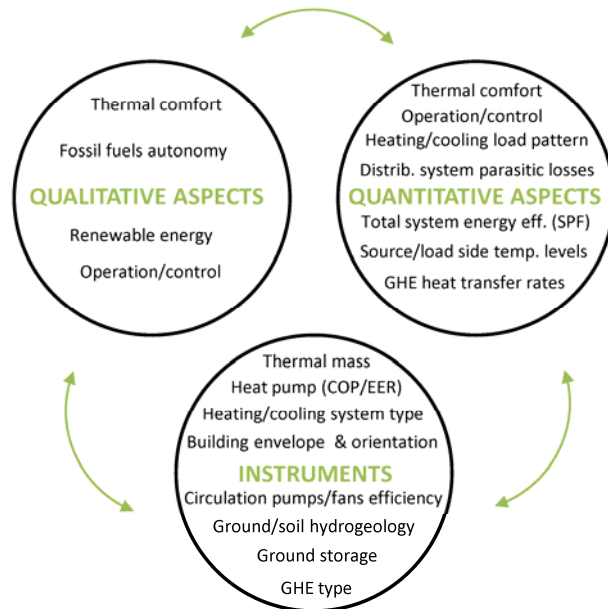 Thermal comfort
Fossil fuels autonomy
QUALITATIVE ASPECTS
Renewable energy
Operation/control
Thermal comfort
Operation/control
Heating/cooling load pattern
Distrib. system parasitic losses
QUANTITATIVE ASPECTS
Total system energy eff. (SPF)
Source/load side temp. levels
GHE heat transfer rates
Thermal mass
Heat pump (COP/EER)
Heating/cooling system type
Building envelope & orientation
INSTRUMENTS
Circulation pumps/fans efficiency
Ground/soil hydrogeology
Ground storage
GHE type